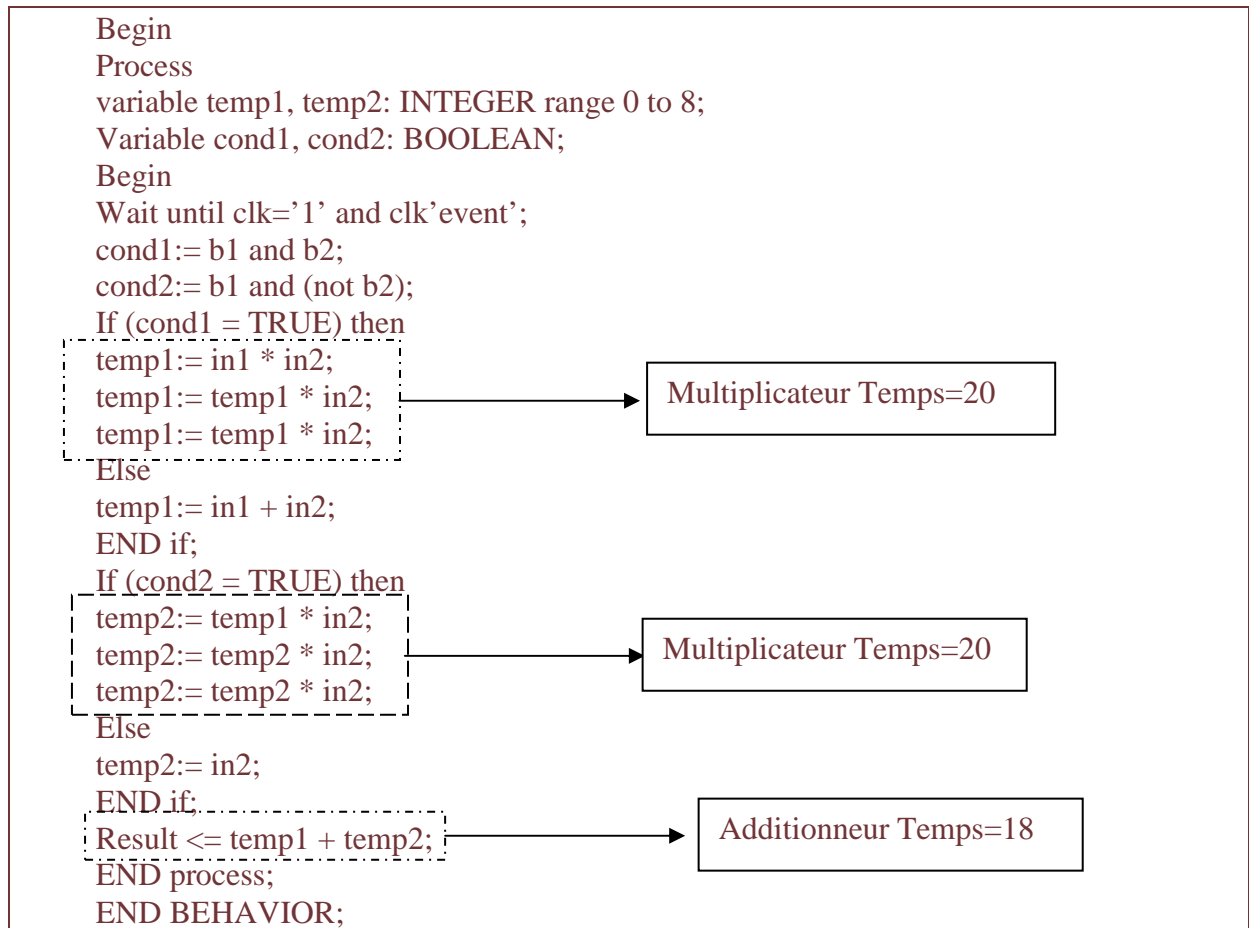 Begin
Process
variable temp1, temp2: INTEGER range 0 to 8;
Variable cond1, cond2: BOOLEAN;
Begin
Wait until clk=’1’ and clk’event’;
cond1:= b1 and b2;
cond2:= b1 and (not b2);
If (cond1 = TRUE) then
temp1:= in1 * in2;
temp1:= temp1 * in2;
Multiplicateur Temps=20
temp1:= temp1 * in2;
Else
temp1:= in1 + in2;
END if;
If (cond2 = TRUE) then
temp2:= temp1 * in2;
temp2:= temp2 * in2;
Multiplicateur Temps=20
temp2:= temp2 * in2;
Else
temp2:= in2;
END if;
Result <= temp1 + temp2;
Additionneur Temps=18
END process;
END BEHAVIOR;